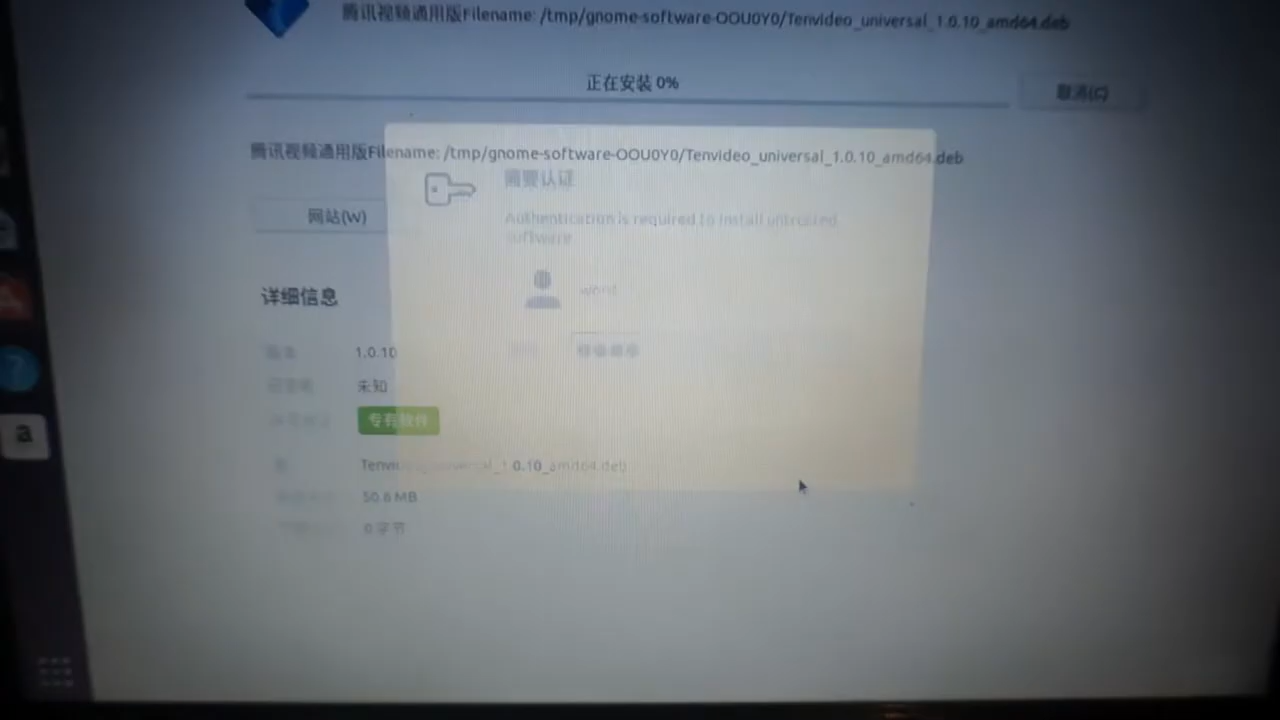 腾讯视频通用版Filename: /tmp/gnome-software-OOU0Y0/Tenvideo_universal_1.0.10_amd64.deb
正在安装 0%
取消(C)
腾讯视频通用版Filename: /tmp/gnome-software-OOU0Y0/Tenvideo_universal_1.0.10_amd64.deb
需要认证
网站(W)
Authentication is required to install untrusted
software
详细信息
1.0.10
未知
专有软件
Tenvideo_universal_1.0.10_amd64.deb
50.6 MB
0 字节